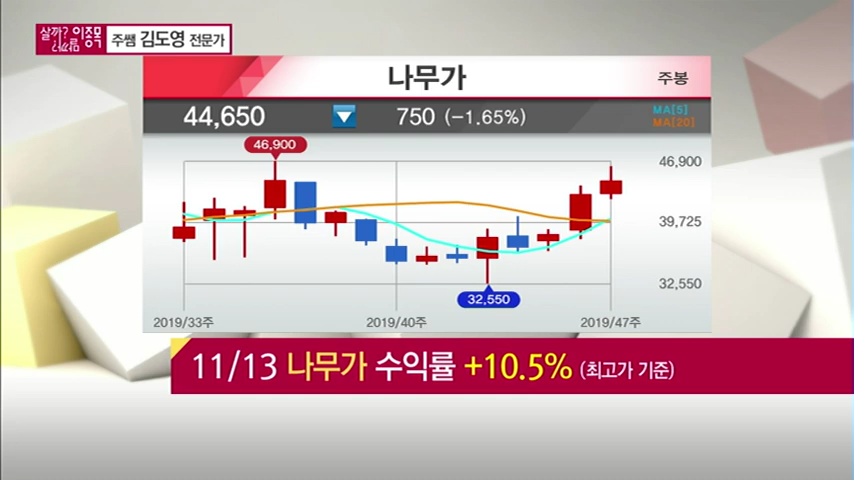 살까? 이종목
주쌤 김도영 전문가
나무가
주봉
44,650 ▼ 750 (-1.65%)
MA[5]
MA[20]
46,900
46,900
39,725
32,550
32,550
2019/33주 2019/40주 2019/47주
11/13 나무가 수익률 +10.5% (최고가 기준)